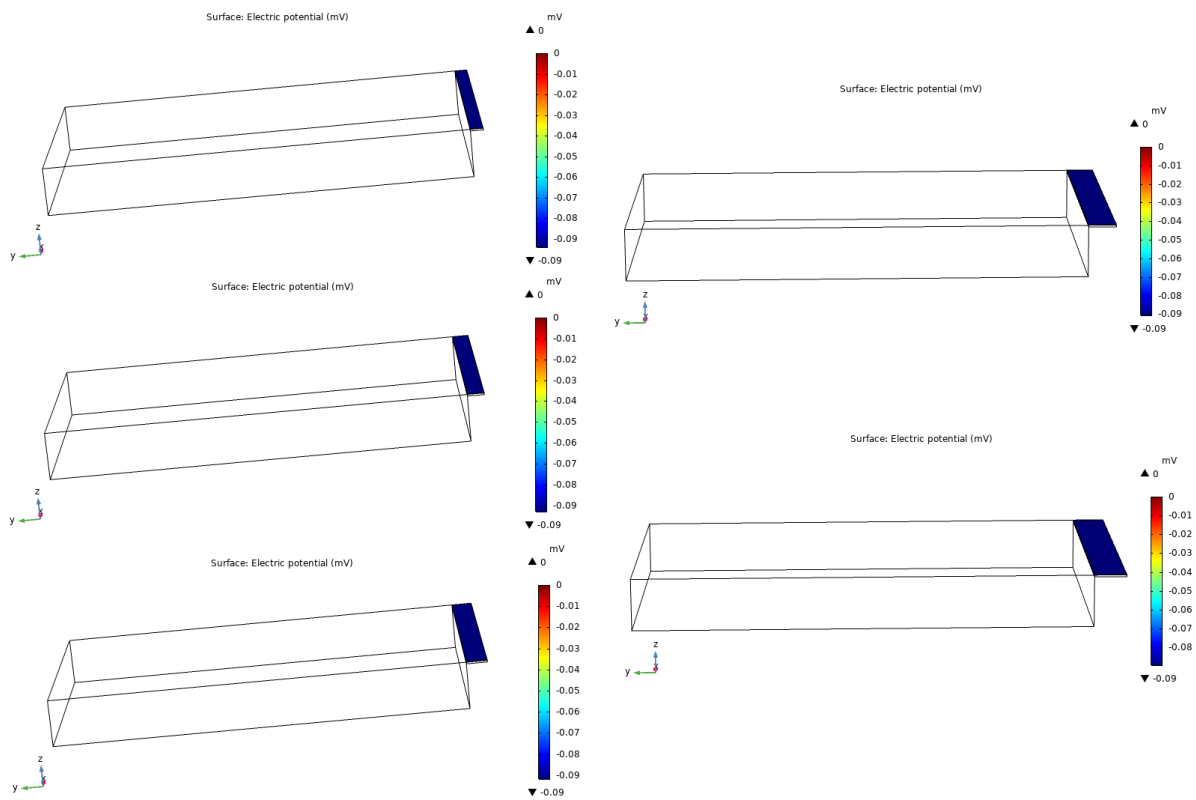 Surface: Electric potential (mV)
mV
▲ 0
0
-0.01
-0.02
-0.03
-0.04
-0.05
-0.06
-0.07
-0.08
-0.09
▼ -0.09
z
y
x
Surface: Electric potential (mV)
mV
▲ 0
0
-0.01
-0.02
-0.03
-0.04
-0.05
-0.06
-0.07
-0.08
-0.09
▼ -0.09
z
y
x
Surface: Electric potential (mV)
mV
▲ 0
0
-0.01
-0.02
-0.03
-0.04
-0.05
-0.06
-0.07
-0.08
-0.09
▼ -0.09
z
y
x
Surface: Electric potential (mV)
mV
▲ 0
0
-0.01
-0.02
-0.03
-0.04
-0.05
-0.06
-0.07
-0.08
-0.09
▼ -0.09
z
y
x
Surface: Electric potential (mV)
mV
▲ 0
0
-0.01
-0.02
-0.03
-0.04
-0.05
-0.06
-0.07
-0.08
▼ -0.09
z
y
x